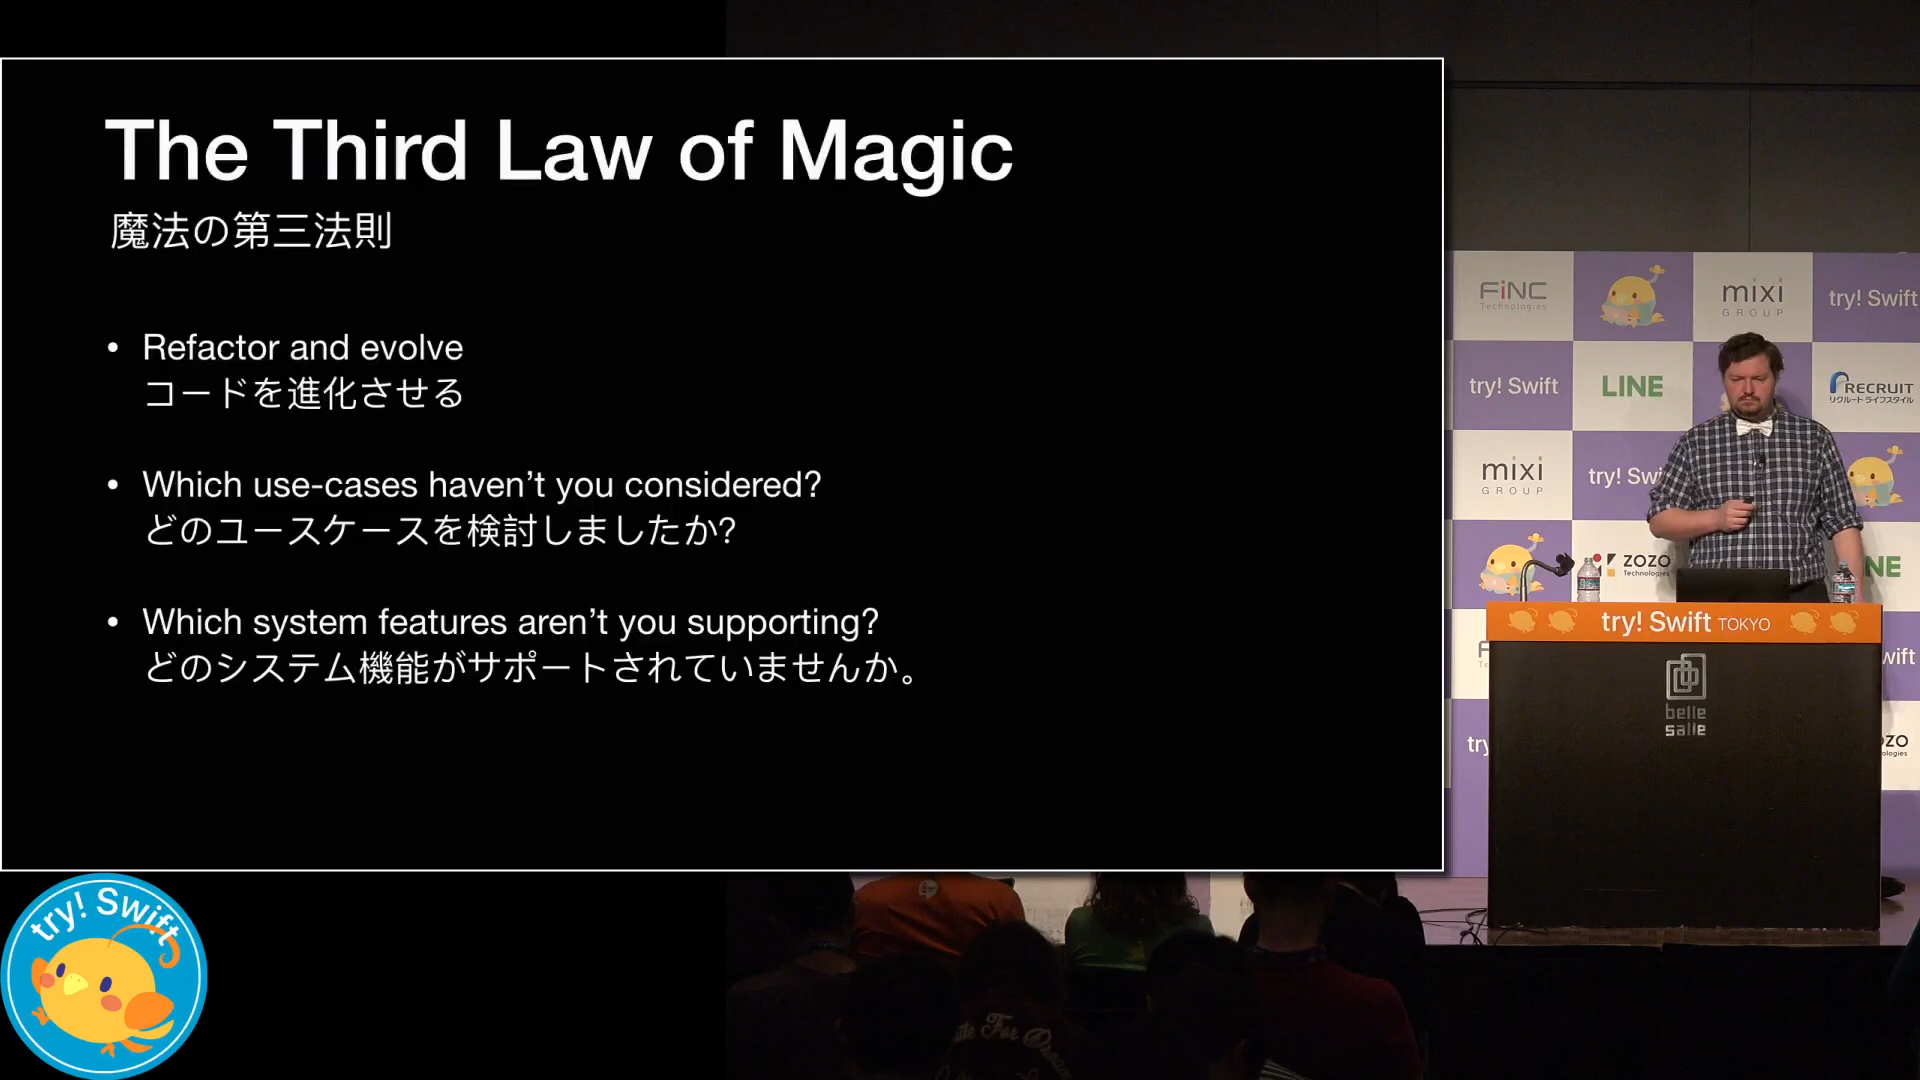 The Third Law of Magic
魔法の第三法則
• Refactor and evolve
コードを進化させる
• Which use-cases haven't you considered?
どのユースケースを検討しましたか?
• Which system features aren't you supporting?
どのシステム機能がサポートされていませんか。
FiNC
Technologies
mixi
GROUP
try! Swift
try! Swift
LINE
RECRUIT
リクルートライフスタイル
mixi
GROUP
try! Swi
ZOZO
Technologies
NE
try! Swift TOKYO
wift
belle
salle
try
ZO
ologies
try! Swift